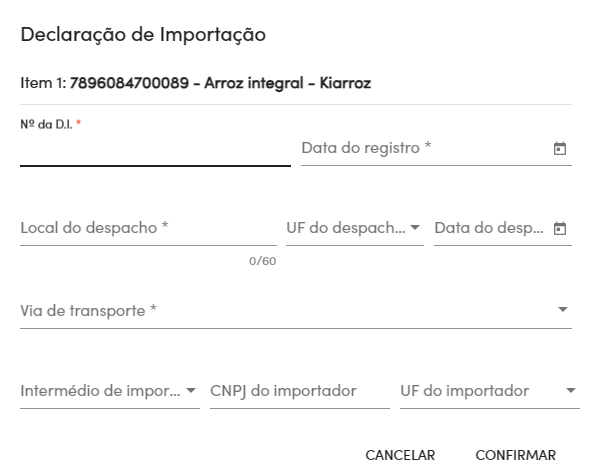 Declaração de Importação
Item 1: 7896084700089 - Arroz integral - Kiarroz
Nº da D.I. *
Data do registro *
Local do despacho *
UF do despach...
Data do desp...
0/60
Via de transporte *
Intermédio de impor...
CNPJ do importador
UF do importador
CANCELAR
CONFIRMAR